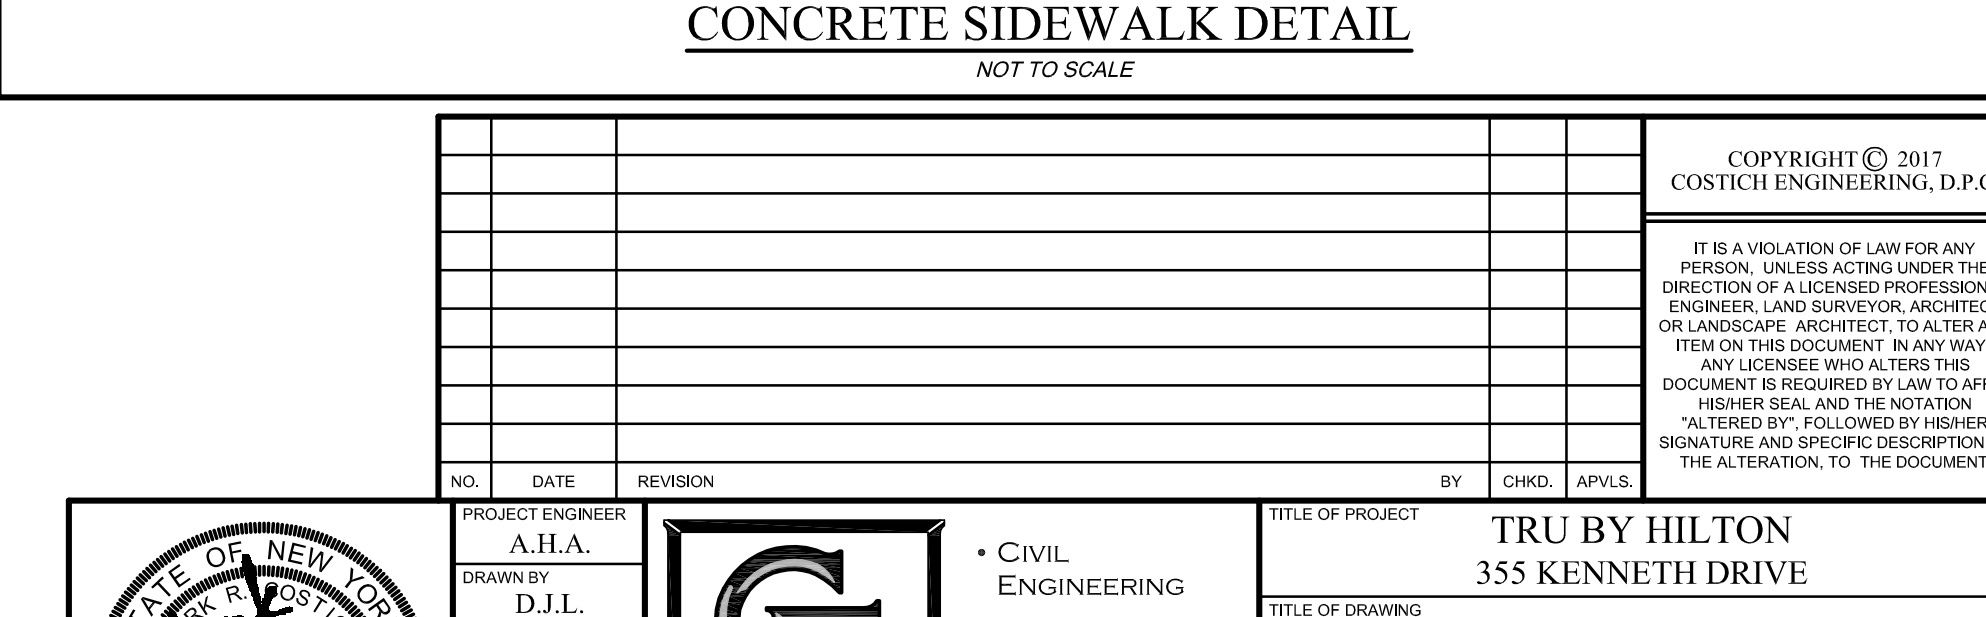 CONCRETE SIDEWALK DETAIL
NOT TO SCALE
COPYRIGHT © 2017
COSTICH ENGINEERING, D.P.C
IT IS A VIOLATION OF LAW FOR ANY
PERSON, UNLESS ACTING UNDER THE
DIRECTION OF A LICENSED PROFESSION
ENGINEER, LAND SURVEYOR, ARCHITEC
OR LANDSCAPE ARCHITECT, TO ALTER A
ITEM ON THIS DOCUMENT IN ANY WAY
ANY LICENSEE WHO ALTERS THIS
DOCUMENT IS REQUIRED BY LAW TO AFF
HIS/HER SEAL AND THE NOTATION
"ALTERED BY", FOLLOWED BY HIS/HER
SIGNATURE AND SPECIFIC DESCRIPTION
THE ALTERATION, TO THE DOCUMENT
NO. DATE REVISION BY CHKD. APVLS.
OF NEW YOR
R. COSTI
PROJECT ENGINEER
A.H.A.
DRAWN BY
D.J.L.
• CIVIL
ENGINEERING
TITLE OF PROJECT
TRU BY HILTON
355 KENNETH DRIVE
TITLE OF DRAWING